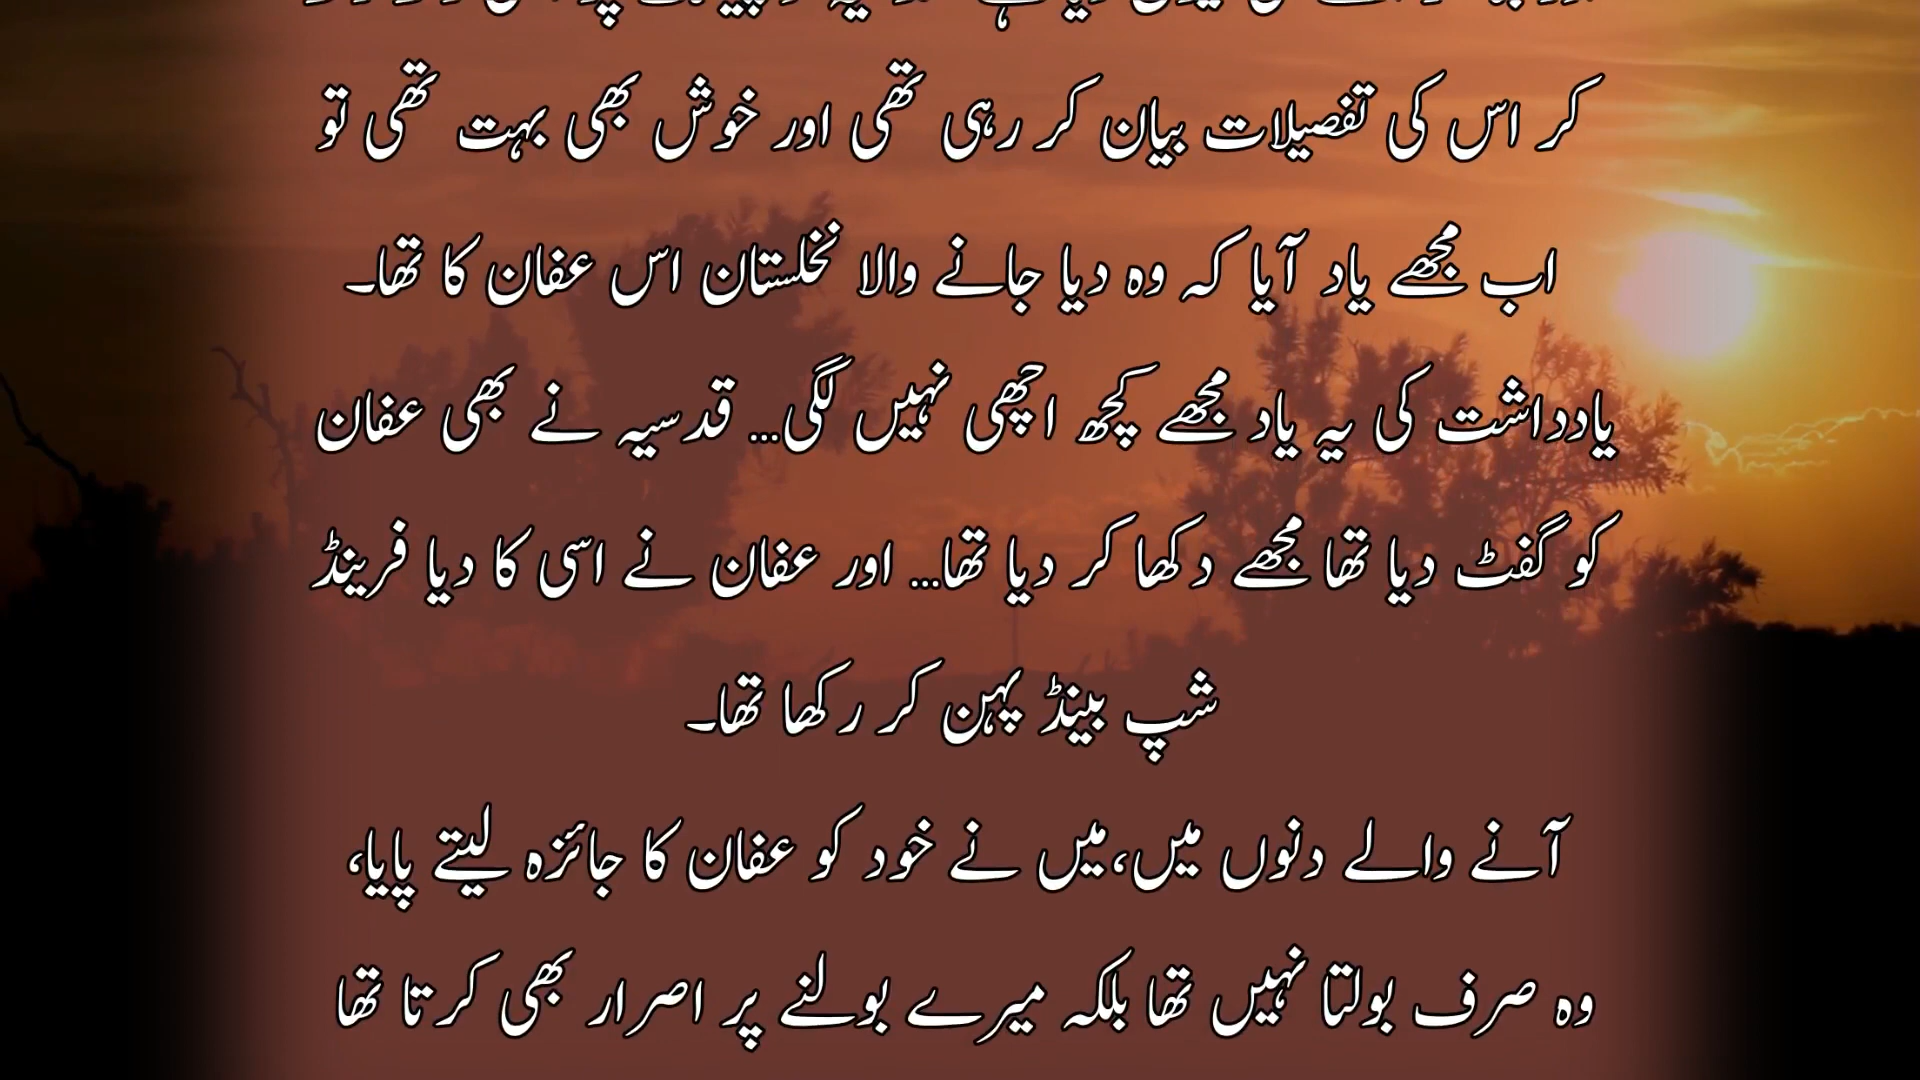 کر اس کی تفصیلات بیان کر رہی تھی اور خوش بھی بہت تھی تو
اب مجھے یاد آیا کہ وہ دیا جانے والا نخلستان اس عفان کا تھا۔
یادداشت کی یہ یاد مجھے کچھ اچھی نہیں لگی... قدسیہ نے بھی عفان
کو گفٹ دیا تھا مجھے دکھا کر دیا تھا... اور عفان نے اسی کا دیا فرینڈ
شپ بینڈ پہن کر رکھا تھا۔
آنے والے دنوں میں،میں نے خود کو عفان کا جائزہ لیتے پایا،
وہ صرف بولتا نہیں تھا بلکہ میرے بولنے پر اصرار بھی کرتا تھا